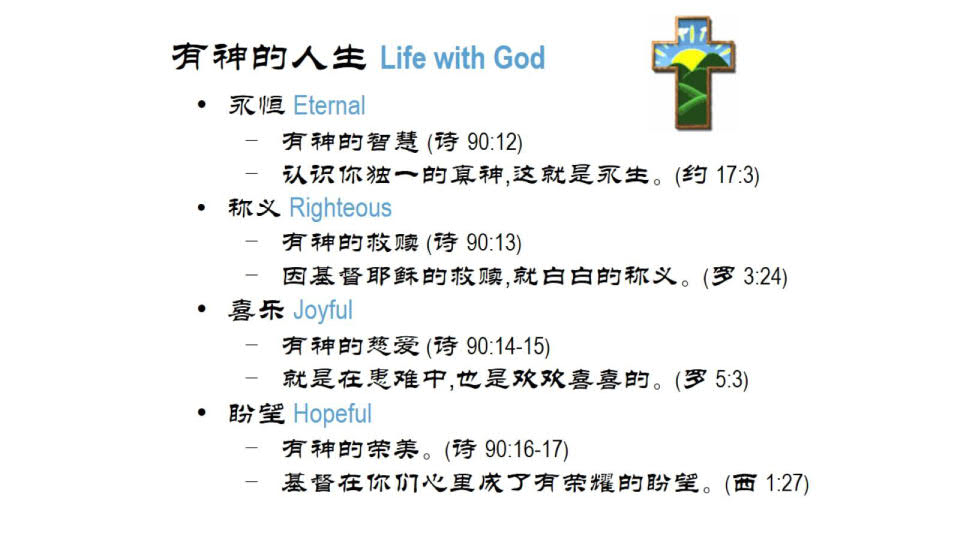 有神的人生 Life with God
• 永恒 Eternal
– 有神的智慧 (诗 90:12)
– 认识你独一的真神,这就是永生。(约 17:3)
• 称义 Righteous
– 有神的救赎 (诗 90:13)
– 因基督耶稣的救赎,就白白的称义。(罗 3:24)
• 喜乐 Joyful
– 有神的慈爱 (诗 90:14-15)
– 就是在患难中,也是欢欢喜喜的。(罗 5:3)
• 盼望 Hopeful
– 有神的荣美。(诗 90:16-17)
– 基督在你们心里成了有荣耀的盼望。(西 1:27)